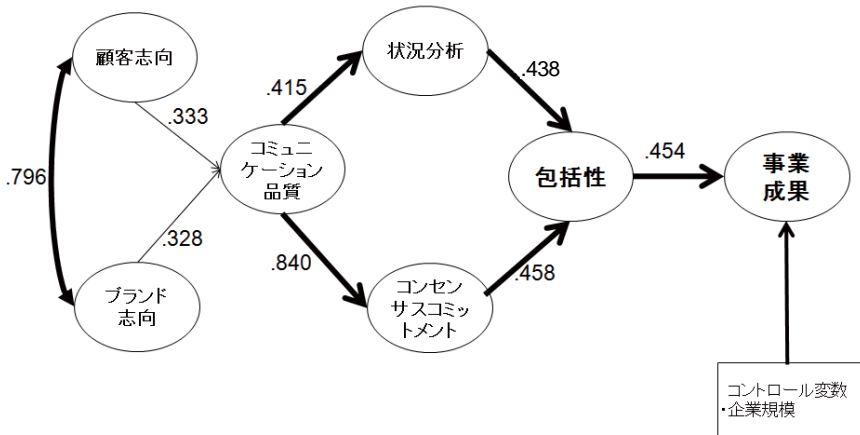 顧客志向
.333
.796
.328
ブランド
志向
コミュニ
ケーション
品質
.415
.840
状況分析
コンセン
サスコミッ
トメント
.438
.458
包括性
.454
事業
成果
コントロール変数
・企業規模